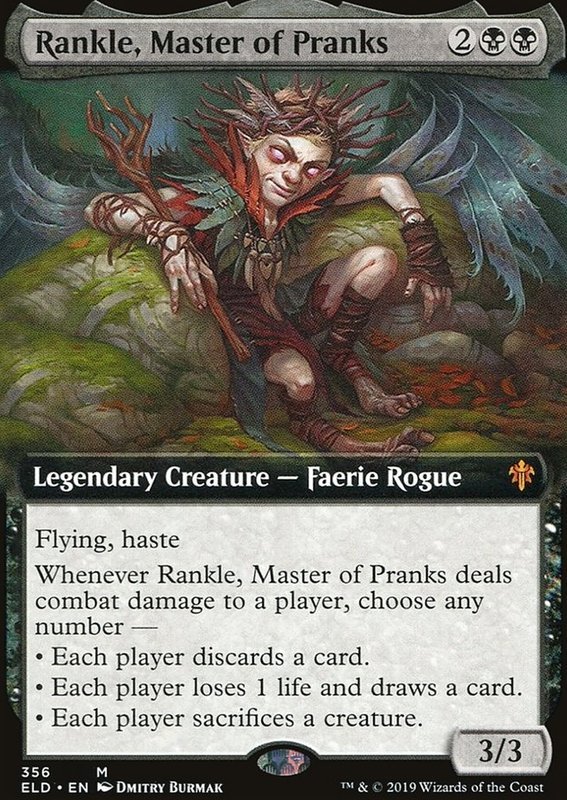 Rankle, Master of Pranks 2
Legendary Creature — Faerie Rogue
Flying, haste
Whenever Rankle, Master of Pranks deals
combat damage to a player, choose any
number —
• Each player discards a card.
• Each player loses 1 life and draws a card.
• Each player sacrifices a creature.
3/3
356 M
ELD • EN DMITRY BURMAK
™ & © 2019 Wizards of the Coast